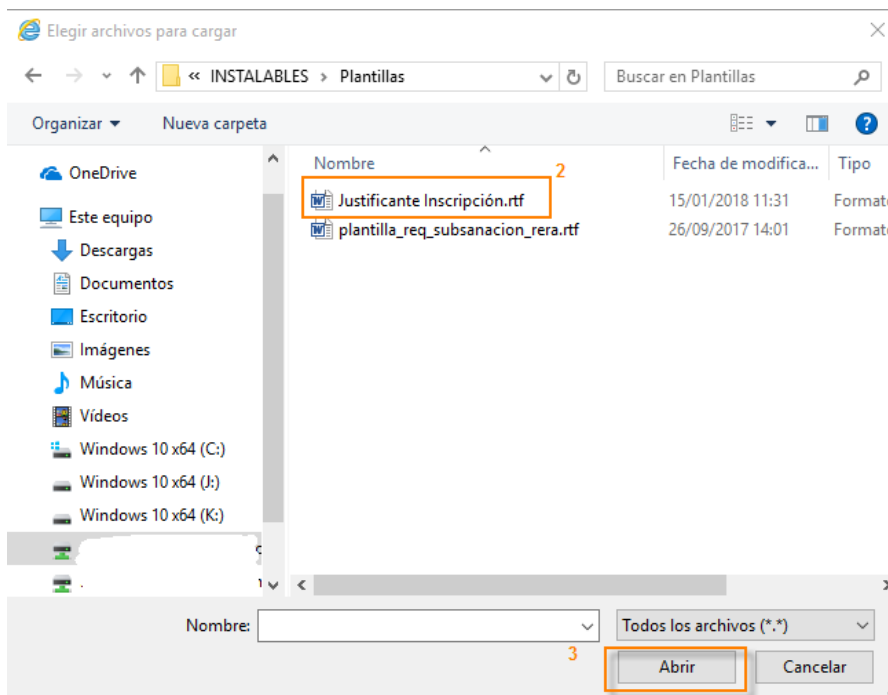 Elegir archivos para cargar
« INSTALABLES > Plantillas
Buscar en Plantillas
Organizar
Nueva carpeta
?
OneDrive
Este equipo
Descargas
Documentos
Escritorio
Imágenes
Música
Vídeos
Windows 10 x64 (C:)
Windows 10 x64 (J:)
Windows 10 x64 (K:)
Nombre
Fecha de modifica...
Tipo
2
Justificante Inscripción.rtf
15/01/2018 11:31
Format
plantilla_req_subsanacion_rera.rtf
26/09/2017 14:01
Format
Nombre:
Todos los archivos (*.*)
3
Abrir
Cancelar